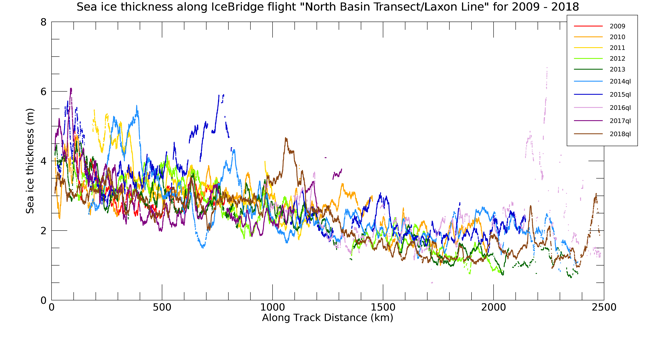 Sea ice thickness along IceBridge flight "North Basin Transect/Laxon Line" for 2009 - 2018
2009
2010
2011
2012
2013
2014ql
2015ql
2016ql
2017ql
2018ql
8
6
4
2
0
Sea ice thickness (m)
0
500
1000
1500
2000
2500
Along Track Distance (km)